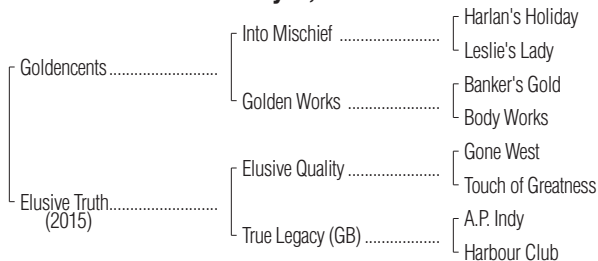 Harlan's Holiday
Into Mischief ....................
Leslie's Lady
Goldencents......................
Banker's Gold
Golden Works ..................
Body Works
Gone West
Elusive Quality ..................
Touch of Greatness
Elusive Truth......................
(2015)
A.P. Indy
True Legacy (GB) ...............
Harbour Club